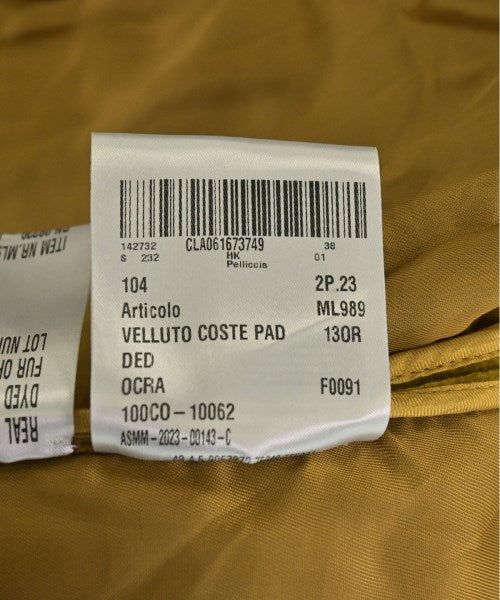 142732 CLA061673749 38
S 232 HK 01
Pelliccia
104 2P.23
Articolo ML989
VELLUTO COSTE PAD 130R
DED
OCRA F0091
100CO-10062
ASMM-2023-00143-C
ITEM NR.
LOT NU
FUR OR
DYED
REAL